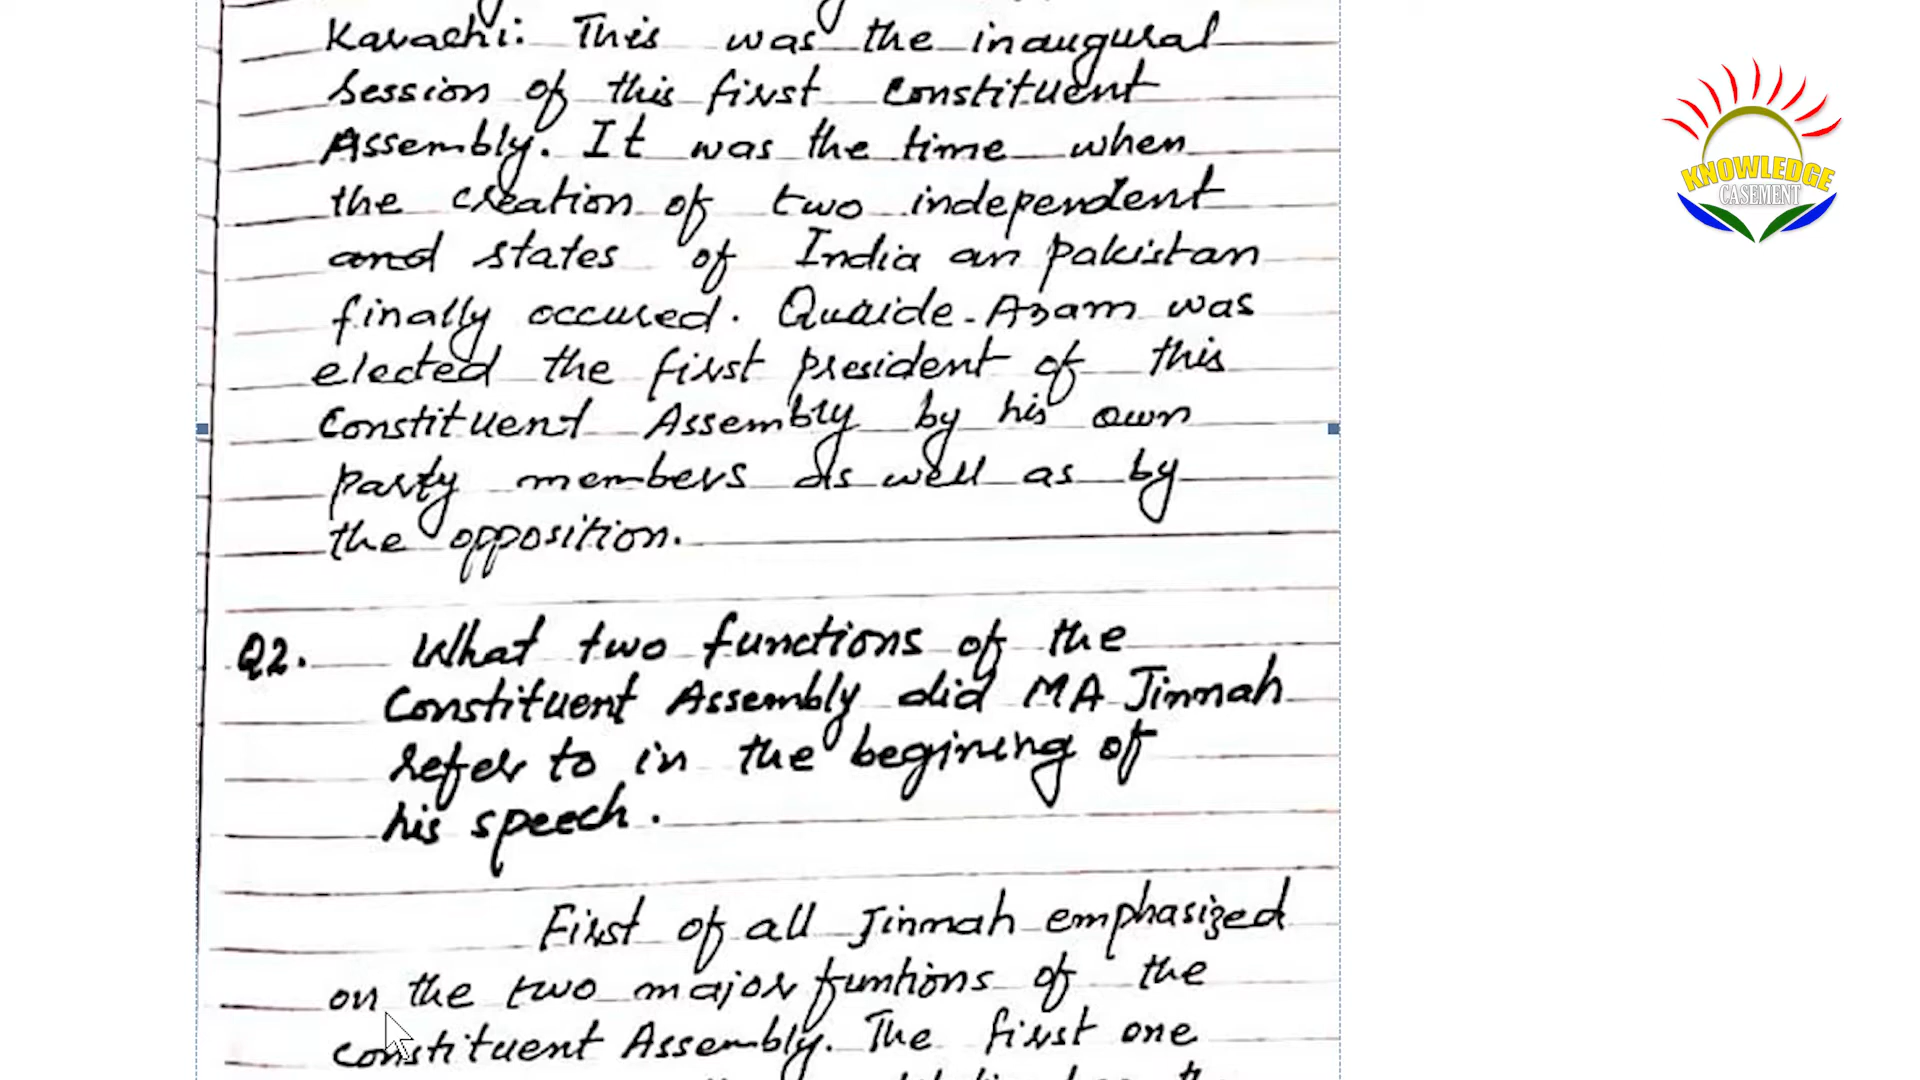 Karachi. This was the inaugural
session of this first Constituent
Assembly. It was the time when
the creation of two independent
and states of India an pakistan
finally occured. Quaide-Azam was
elected the first president of this
Constituent Assembly by his own
party members as well as by
the opposition.
Q2. What two functions of the
Constituent Assembly did MA Jinnah
refer to in the begining of
his speech.
First of all Jinnah emphasized
on the two major funtions of the
constituent Assembly. The first one
KNOWLEDGE
CASEMENT